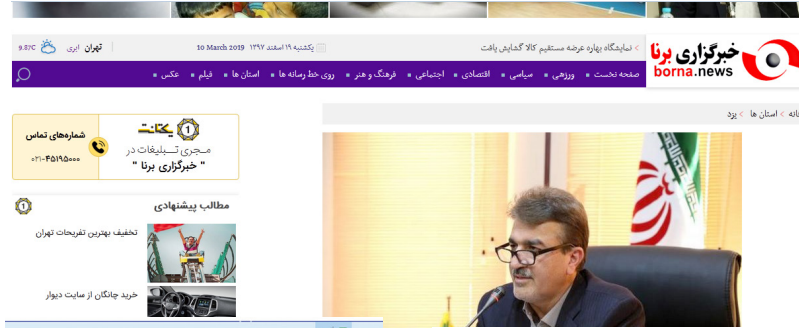 خبرگزاری برنا
borna.news
نمایشگاه بهاره عرضه مستقیم کالا گشایش یافت
یکشنبه ۱۹ اسفند ۱۳۹۷ 10 March 2019
تهران ابری 9.87C
صفحه نخست ورزشی سیاسی اقتصادی اجتماعی فرهنگ و هنر روی خط رسانه ها استان ها فیلم عکس
خانه > استان ها > یزد
یکتانت
مجری تبلیغات در
" خبرگزاری برنا "
شماره‌های تماس
۰۲۱-۴۵۱۹۵۰۰۰
مطالب پیشنهادی
تخفیف بهترین تفریحات تهران
خرید چانگان از سایت دیوار